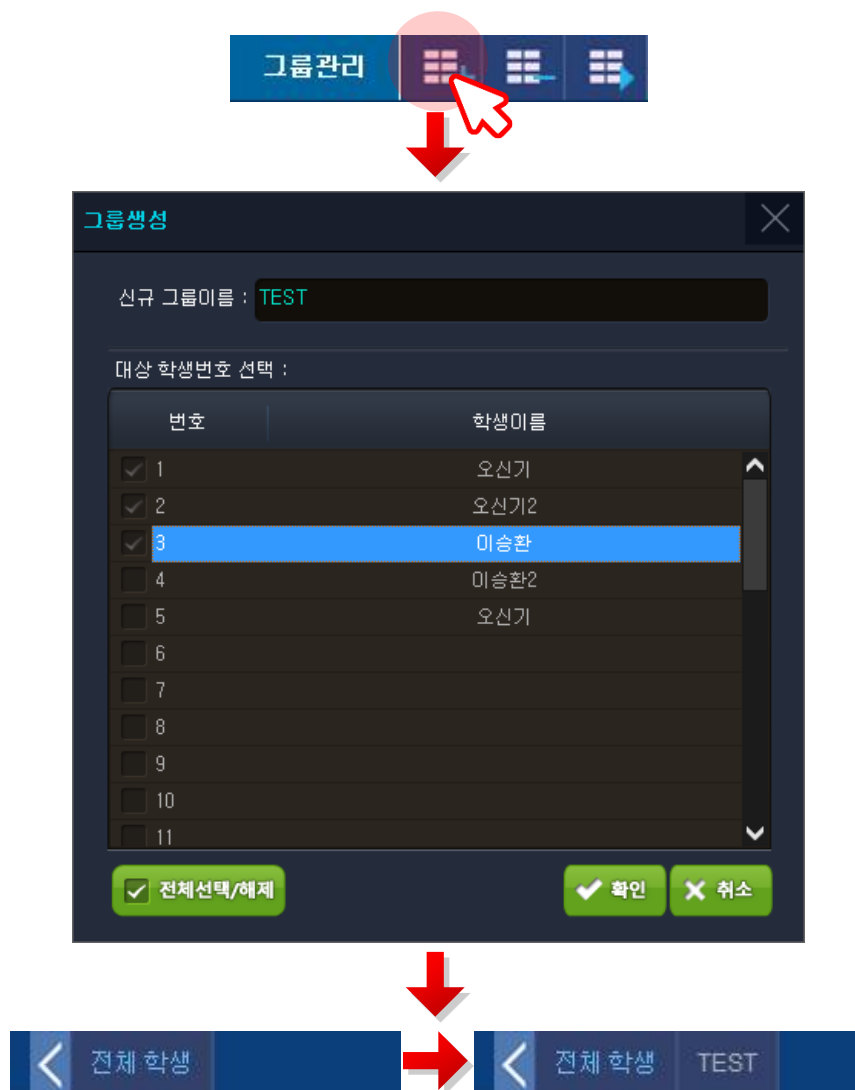 그룹관리
그룹생성
신규 그룹이름 : TEST
대상 학생번호 선택 :
번호 학생이름
1 오신기
2 오신기2
3 이승환
4 이승환2
5 오신기
6
7
8
9
10
11
전체선택/해제 확인 취소
전체 학생 전체 학생 TEST